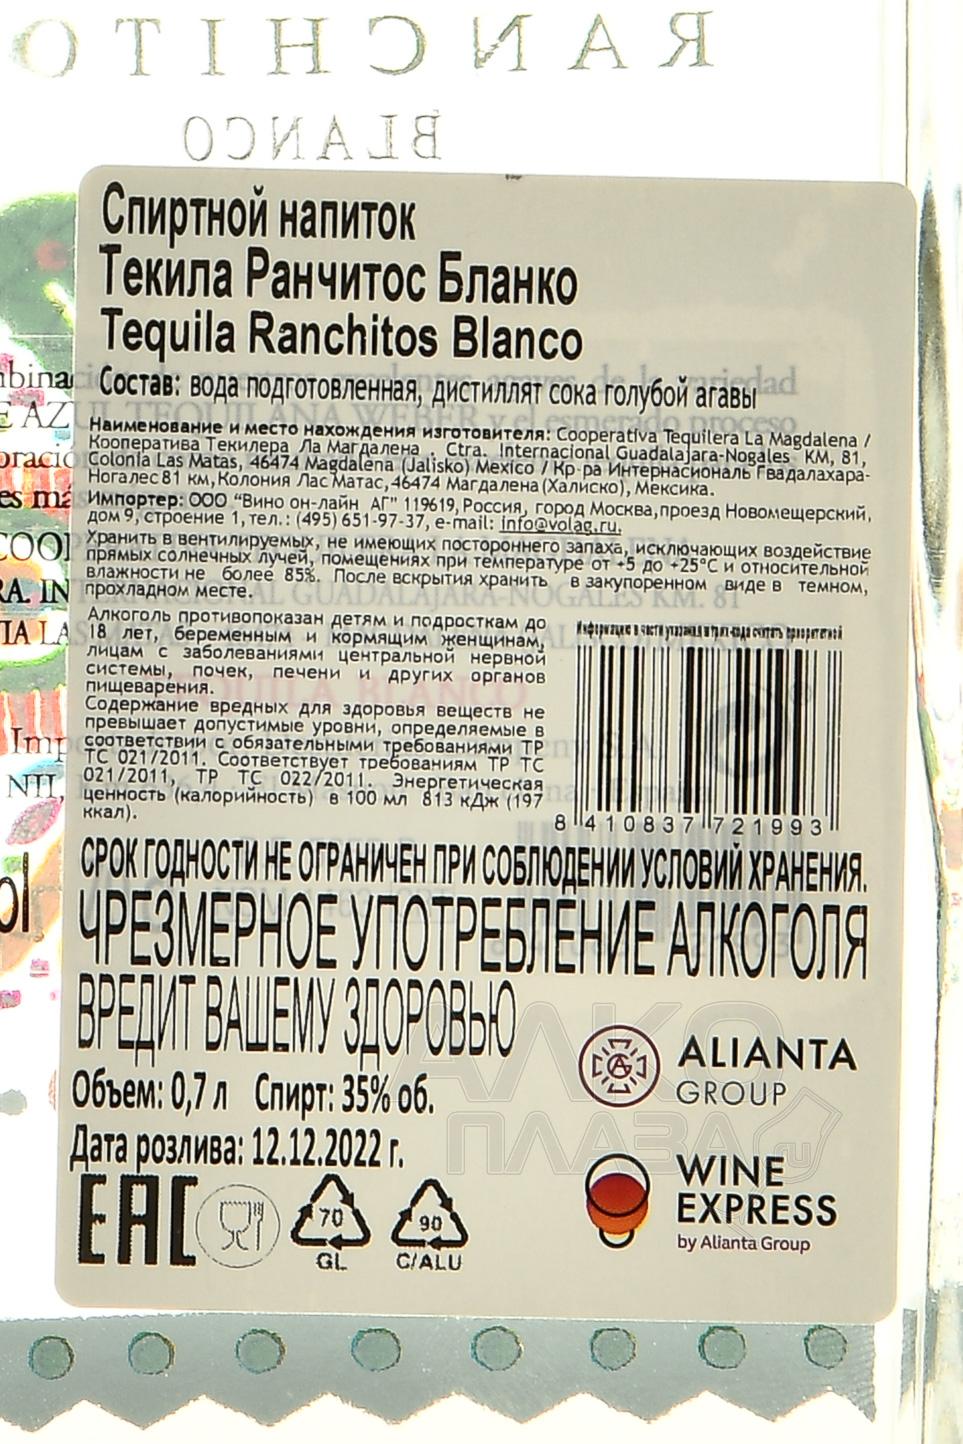 RANCHITO
BLANCO
Спиртной напиток
Текила Ранчитос Бланко
Tequila Ranchitos Blanco
Состав: вода подготовленная, дистиллят сока голубой агавы
Наименование и место нахождения изготовителя: Cooperativa Tequilera La Magdalena /
Кооператива Текилера Ла Магдалена . Ctra. Internacional Guadalajara-Nogales KM, 81,
Colonia Las Matas, 46474 Magdalena (Jalisko) Mexico / Кр-ра Интернасиональ Гвадалахара-
Ногалес 81 км, Колония Лас Матас, 46474 Магдалена (Халиско), Мексика.
Импортер: ООО "Вино он-лайн АГ" 119619, Россия, город Москва, проезд Новомещерский,
дом 9, строение 1, тел.: (495) 651-97-37, e-mail: info@volag.ru.
Хранить в вентилируемых, не имеющих постороннего запаха, исключающих воздействие
прямых солнечных лучей, помещениях при температуре от +5 до +25°С и относительной
влажности не более 85%. После вскрытия хранить в закупоренном виде в темном,
прохладном месте.
Алкоголь противопоказан детям и подросткам до
18 лет, беременным и кормящим женщинам,
лицам с заболеваниями центральной нервной
системы, почек, печени и других органов
пищеварения.
Содержание вредных для здоровья веществ не
превышает допустимые уровни, определяемые в
соответствии с обязательными требованиями ТР
ТС 021/2011. Соответствует требованиям ТР ТС
021/2011, ТР ТС 022/2011. Энергетическая
ценность (калорийность) в 100 мл 813 кДж (197
ккал).
Информацию в части указания штрих-кода считать приоритетной
8 410837 721993
СРОК ГОДНОСТИ НЕ ОГРАНИЧЕН ПРИ СОБЛЮДЕНИИ УСЛОВИЙ ХРАНЕНИЯ.
ЧРЕЗМЕРНОЕ УПОТРЕБЛЕНИЕ АЛКОГОЛЯ
ВРЕДИТ ВАШЕМУ ЗДОРОВЬЮ
Объем: 0,7 л Спирт: 35% об.
Дата розлива: 12.12.2022 г.
ALIANTA
GROUP
WINE
EXPRESS
by Alianta Group
EAC
70
GL
90
C/ALU
АЛКО
ПЛАЗА
ru